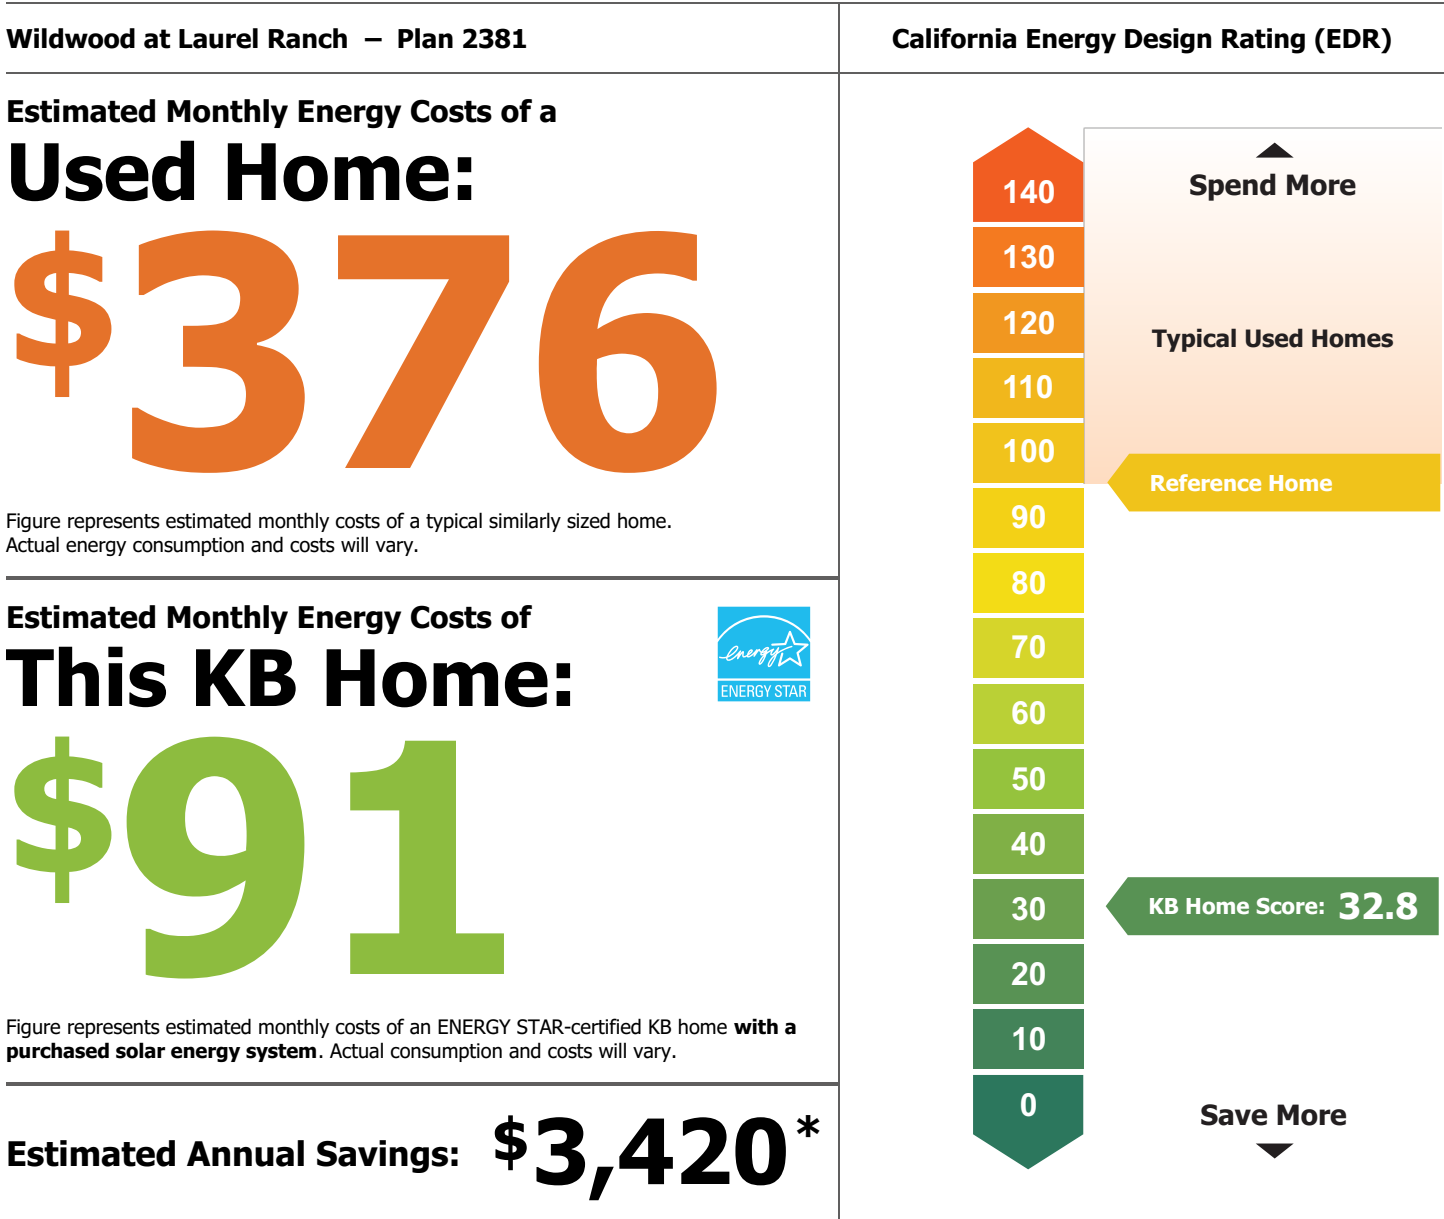 Wildwood at Laurel Ranch – Plan 2381
Estimated Monthly Energy Costs of a
Used Home:
$376
Figure represents estimated monthly costs of a typical similarly sized home.
Actual energy consumption and costs will vary.
Estimated Monthly Energy Costs of
This KB Home:
energy
ENERGY STAR
$91
Figure represents estimated monthly costs of an ENERGY STAR-certified KB home with a
purchased solar energy system. Actual consumption and costs will vary.
Estimated Annual Savings: $3,420*
California Energy Design Rating (EDR)
Spend More
140
130
120
Typical Used Homes
110
100
Reference Home
90
80
70
60
50
40
30
KB Home Score: 32.8
20
10
0
Save More